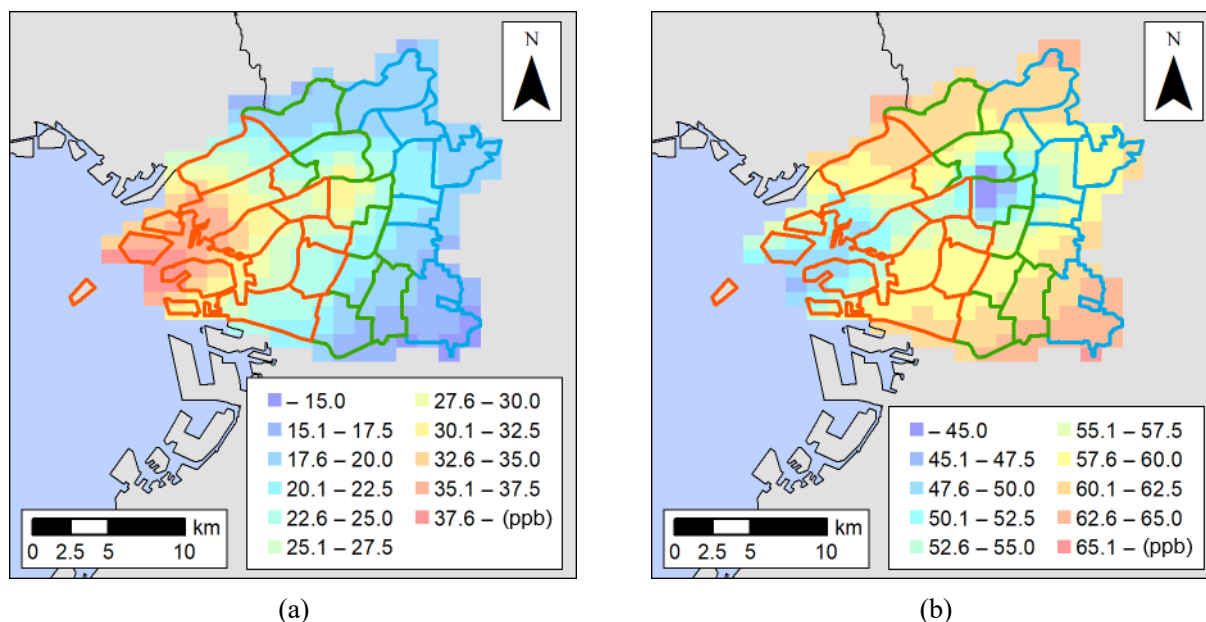 N
– 15.0
15.1 – 17.5
17.6 – 20.0
20.1 – 22.5
22.6 – 25.0
25.1 – 27.5
27.6 – 30.0
30.1 – 32.5
32.6 – 35.0
35.1 – 37.5
37.6 – (ppb)
km
0 2.5 5 10
(a)
N
– 45.0
45.1 – 47.5
47.6 – 50.0
50.1 – 52.5
52.6 – 55.0
55.1 – 57.5
57.6 – 60.0
60.1 – 62.5
62.6 – 65.0
65.1 – (ppb)
km
0 2.5 5 10
(b)